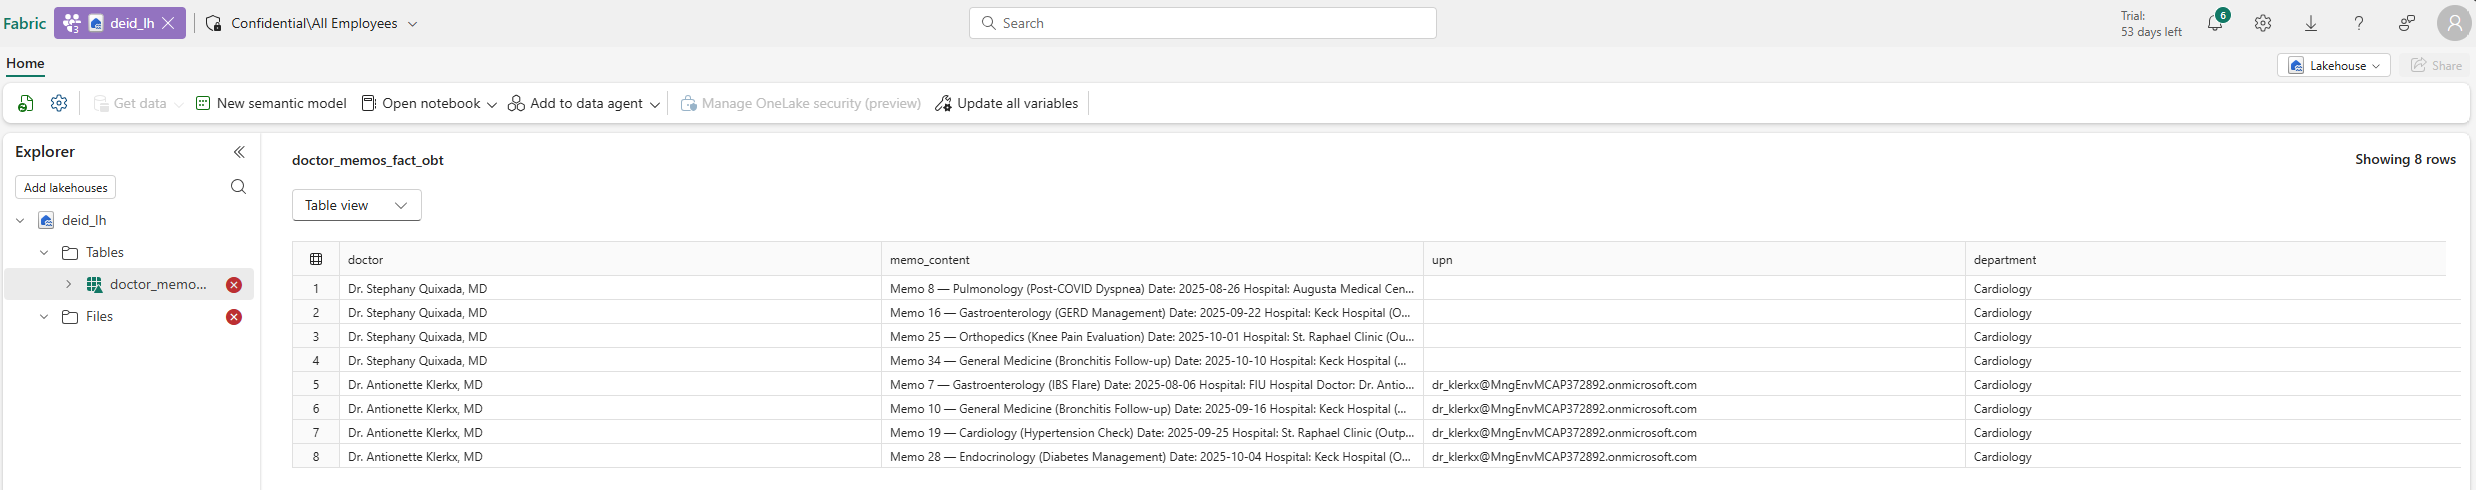 Fabric
3
deid_lh
Confidential\All Employees
Search
Trial:
53 days left
6
Home
Lakehouse
Share
Get data
New semantic model
Open notebook
Add to data agent
Manage OneLake security (preview)
Update all variables
Explorer
Add lakehouses
deid_lh
Tables
doctor_memo...
Files
doctor_memos_fact_obt
Showing 8 rows
Table view
doctor memo_content upn department
1 Dr. Stephany Quixada, MD Memo 8 — Pulmonology (Post-COVID Dyspnea) Date: 2025-08-26 Hospital: Augusta Medical Cen... Cardiology
2 Dr. Stephany Quixada, MD Memo 16 — Gastroenterology (GERD Management) Date: 2025-09-22 Hospital: Keck Hospital (O... Cardiology
3 Dr. Stephany Quixada, MD Memo 25 — Orthopedics (Knee Pain Evaluation) Date: 2025-10-01 Hospital: St. Raphael Clinic (Ou... Cardiology
4 Dr. Stephany Quixada, MD Memo 34 — General Medicine (Bronchitis Follow-up) Date: 2025-10-10 Hospital: Keck Hospital (... Cardiology
5 Dr. Antionette Klerkx, MD Memo 7 — Gastroenterology (IBS Flare) Date: 2025-08-06 Hospital: FIU Hospital Doctor: Dr. Antio... dr_klerkx@MngEnvMCAP372892.onmicrosoft.com Cardiology
6 Dr. Antionette Klerkx, MD Memo 10 — General Medicine (Bronchitis Follow-up) Date: 2025-09-16 Hospital: Keck Hospital (... dr_klerkx@MngEnvMCAP372892.onmicrosoft.com Cardiology
7 Dr. Antionette Klerkx, MD Memo 19 — Cardiology (Hypertension Check) Date: 2025-09-25 Hospital: St. Raphael Clinic (Outp... dr_klerkx@MngEnvMCAP372892.onmicrosoft.com Cardiology
8 Dr. Antionette Klerkx, MD Memo 28 — Endocrinology (Diabetes Management) Date: 2025-10-04 Hospital: Keck Hospital (O... dr_klerkx@MngEnvMCAP372892.onmicrosoft.com Cardiology